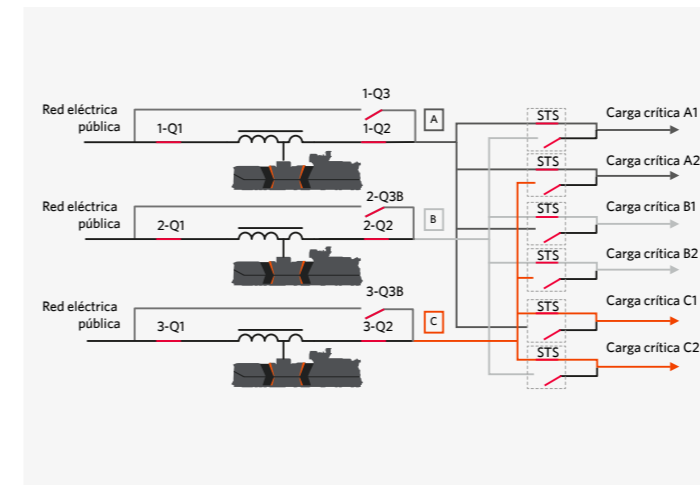 Red eléctrica
pública
1-Q1
1-Q3
1-Q2
A
Red eléctrica
pública
2-Q1
2-Q3B
2-Q2
B
Red eléctrica
pública
3-Q1
3-Q3B
3-Q2
C
STS
Carga crítica A1
STS
Carga crítica A2
STS
Carga crítica B1
STS
Carga crítica B2
STS
Carga crítica C1
STS
Carga crítica C2